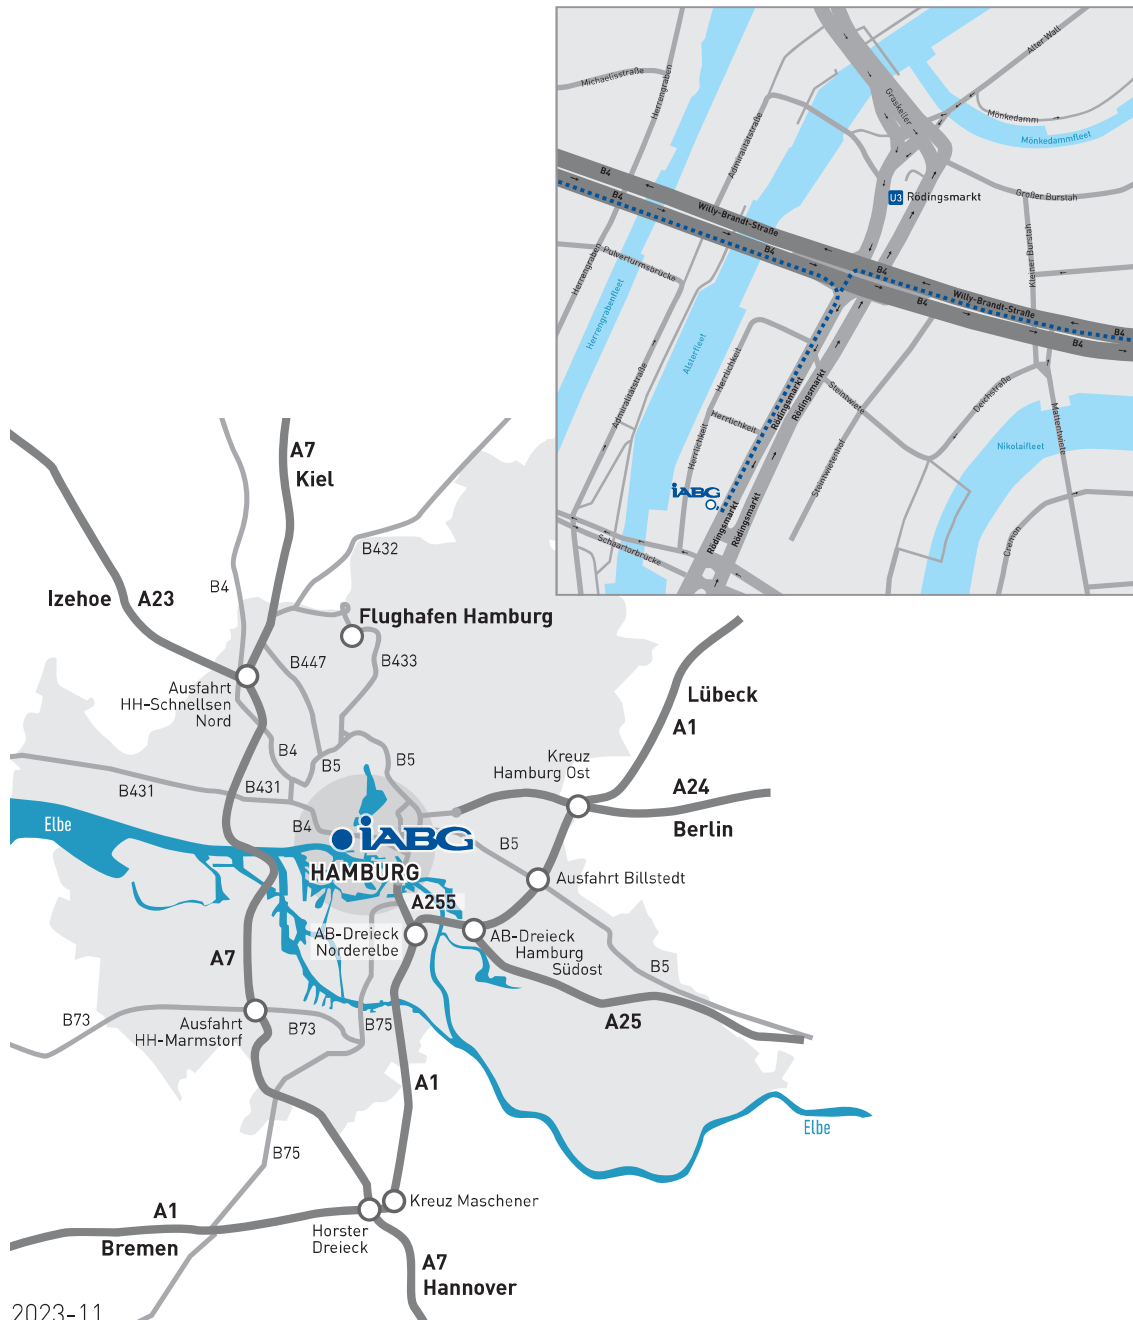 Michaelisstraße
Herrengraben
Admiralitätstraße
Graskeller
Alter Wall
Mönkedamm
Mönkedammfleet
U3 Rödingsmarkt
Großer Burstah
Kleiner Burstah
B4
B4
Willy-Brandt-Straße
B4
B4
B4
Willy-Brandt-Straße
B4
B4
Herrengraben
Pulverturmsbrücke
Herrengrabenfleet
Alsterfleet
Admiralitätstraße
Herrlichkeit
Herrlichkeit
Herrlichkeit
Rödingsmarkt
Rödingsmarkt
Steintwiete
Deichstraße
Mattentwiete
Nikolaifleet
Steintwietenhof
iABG
Rödingsmarkt
Rödingsmarkt
Schaartorbrücke
Cremon
A7
Kiel
B432
B4
Izehoe
A23
Flughafen Hamburg
B447
B433
Ausfahrt
HH-Schnellsen
Nord
Lübeck
A1
B4
B5
B5
Kreuz
Hamburg Ost
A24
Berlin
B431
B431
Elbe
B4
iABG
HAMBURG
B5
Ausfahrt Billstedt
A255
AB-Dreieck
Norderelbe
AB-Dreieck
Hamburg
Südost
A7
B5
B73
Ausfahrt
HH-Marmstorf
B73
B75
A25
A1
Elbe
B75
Kreuz Maschener
A1
Bremen
Horster
Dreieck
A7
Hannover
2023-11